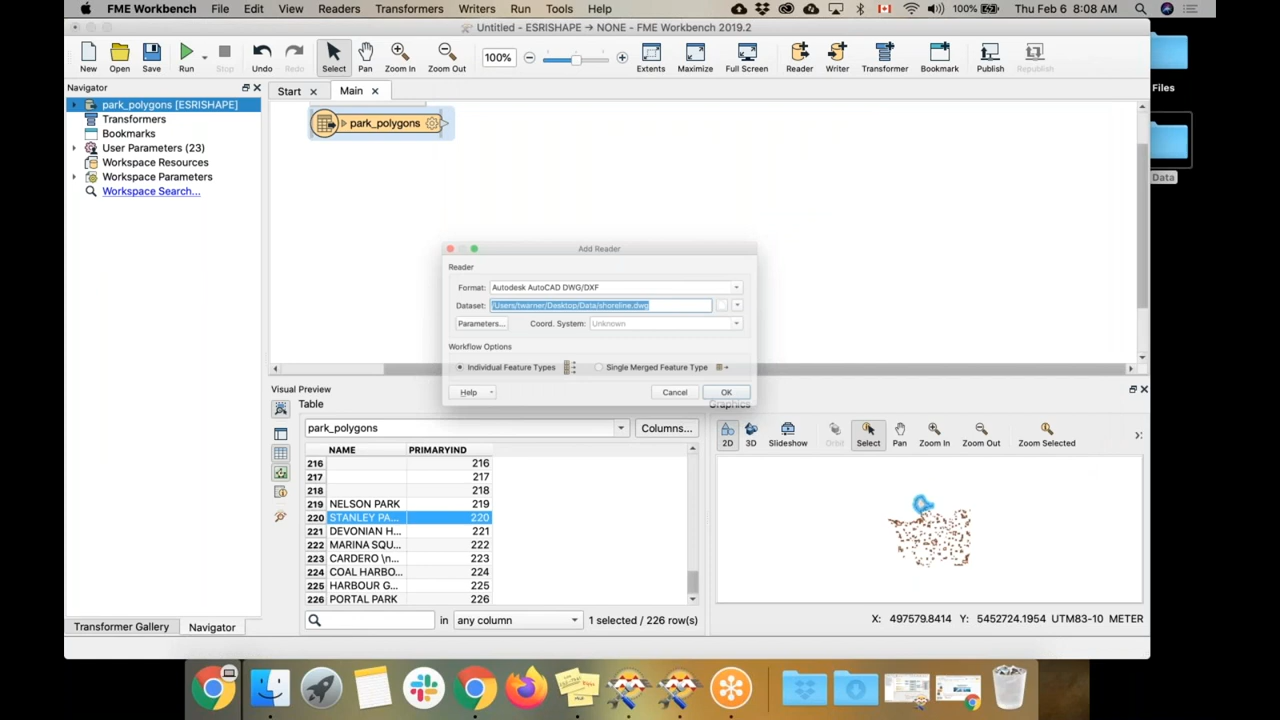 FME Workbench File Edit View Readers Transformers Writers Run Tools Help 100% Thu Feb 6 8:08 AM
Untitled - ESRISHAPE → NONE - FME Workbench 2019.2
New Open Save Run Stop Undo Redo Select Pan Zoom In 100% Zoom Out Extents Maximize Full Screen Reader Writer Transformer Bookmark Publish Republish
Files
Data
Navigator
park_polygons [ESRISHAPE]
Transformers
Bookmarks
User Parameters (23)
Workspace Resources
Workspace Parameters
Workspace Search...
Start Main
park_polygons
Add Reader
Reader
Format: Autodesk AutoCAD DWG/DXF
Dataset: /Users/twarner/Desktop/Data/shoreline.dwg
Parameters... Coord. System: Unknown
Workflow Options
Individual Feature Types Single Merged Feature Type
Help Cancel OK
Visual Preview
Table Graphics
park_polygons Columns...
2D 3D Slideshow Orbit Select Pan Zoom In Zoom Out Zoom Selected
NAME PRIMARYIND
216 216
217 217
218 218
219 NELSON PARK 219
220 STANLEY PA... 220
221 DEVONIAN H... 221
222 MARINA SQU... 222
223 CARDERO \n... 223
224 COAL HARBO... 224
225 HARBOUR G... 225
226 PORTAL PARK 226
in any column 1 selected / 226 row(s)
X: 497579.8414 Y: 5452724.1954 UTM83-10 METER
Transformer Gallery Navigator